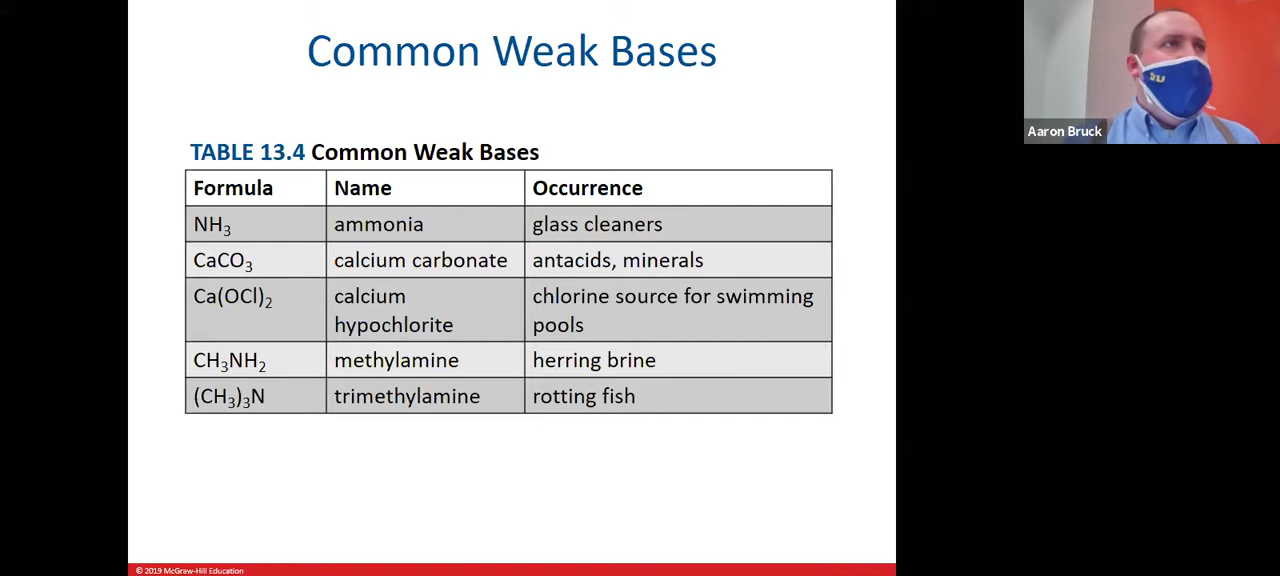 Common Weak Bases
Aaron Bruck
TABLE 13.4 Common Weak Bases
Formula Name Occurrence
NH₃ ammonia glass cleaners
CaCO₃ calcium carbonate antacids, minerals
Ca(OCl)₂ calcium hypochlorite chlorine source for swimming pools
CH₃NH₂ methylamine herring brine
(CH₃)₃N trimethylamine rotting fish
© 2019 McGraw-Hill Education